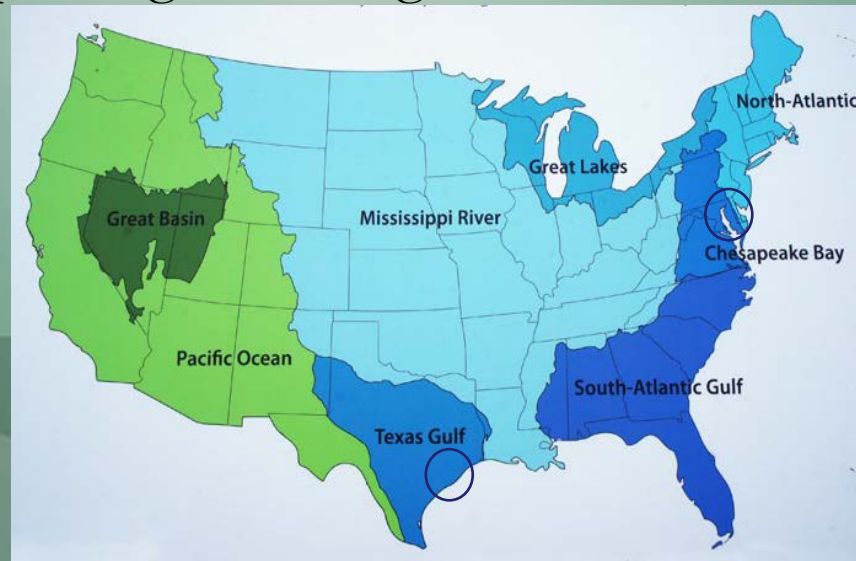 North-Atlantic
Great Lakes
Great Basin
Mississippi River
Chesapeake Bay
Pacific Ocean
South-Atlantic Gulf
Texas Gulf